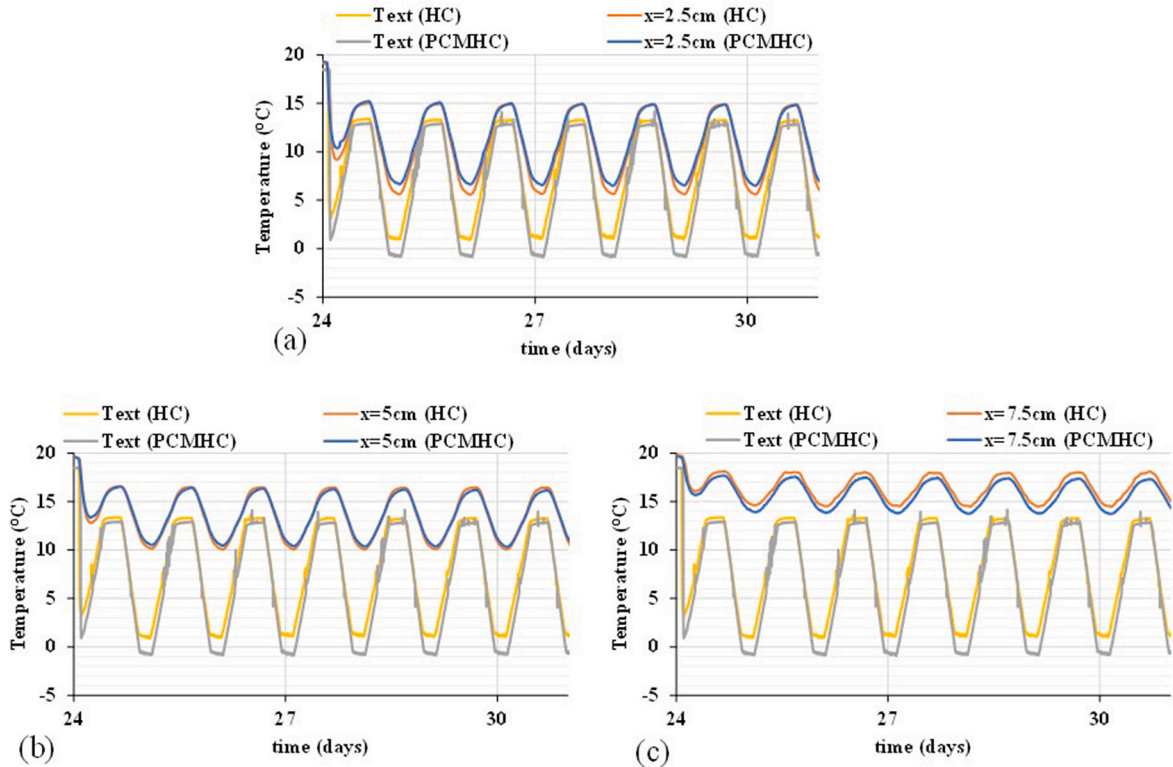 Text (HC) x=2.5cm (HC)
Text (PCMHC) x=2.5cm (PCMHC)
20
15
10
5
0
-5
Temperature (°C)
24 27 30
time (days)
(a)
Text (HC) x=5cm (HC)
Text (PCMHC) x=5cm (PCMHC)
20
15
10
5
0
-5
Temperature (°C)
24 27 30
time (days)
(b)
Text (HC) x=7.5cm (HC)
Text (PCMHC) x=7.5cm (PCMHC)
20
15
10
5
0
-5
Temperature (°C)
24 27 30
time (days)
(c)